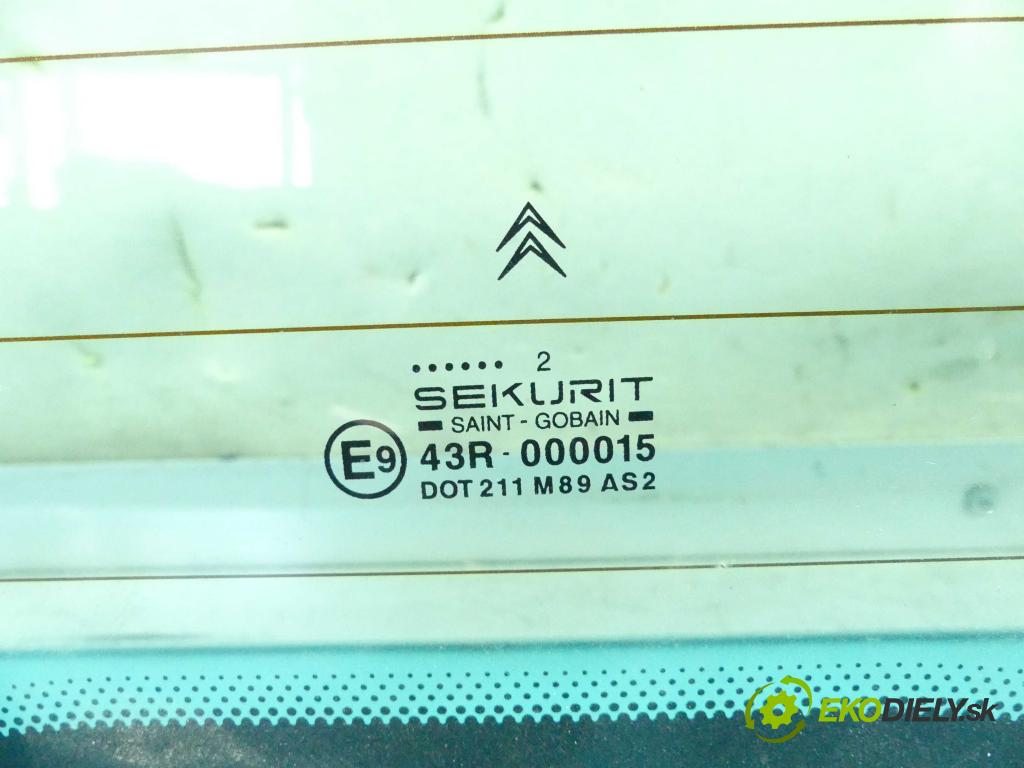 ...... 2
SEKURIT
SAINT - GOBAIN
E9 43R - 000015
DOT 211 M89 AS2
EKODIELY.sk